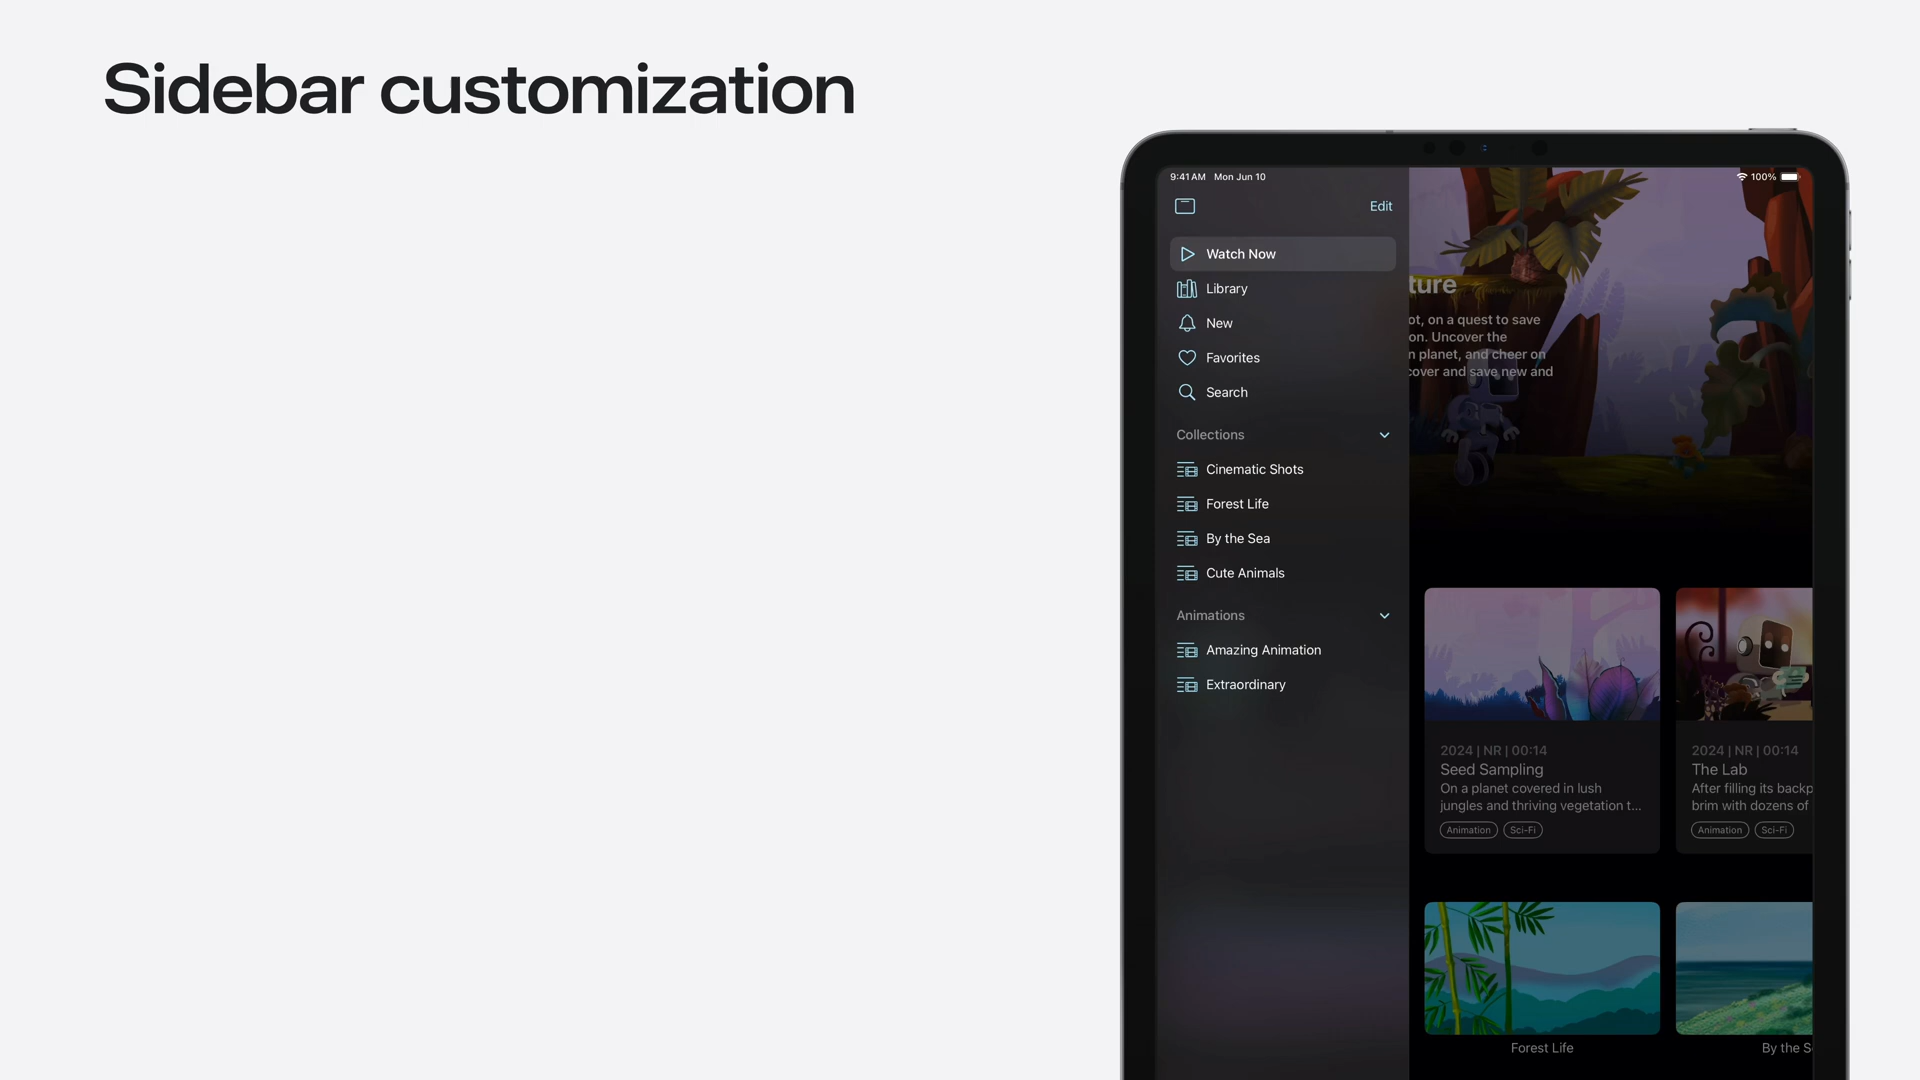 Sidebar customization
9:41 AM Mon Jun 10
100%
Edit
Watch Now
Library
New
Favorites
Search
Collections
Cinematic Shots
Forest Life
By the Sea
Cute Animals
Animations
Amazing Animation
Extraordinary
ture
ot, on a quest to save
on. Uncover the
n planet, and cheer on
cover and save new and
2024 | NR | 00:14
Seed Sampling
On a planet covered in lush
jungles and thriving vegetation t...
Animation Sci-Fi
2024 | NR | 00:14
The Lab
After filling its backp
brim with dozens of
Animation Sci-Fi
Forest Life
By the S